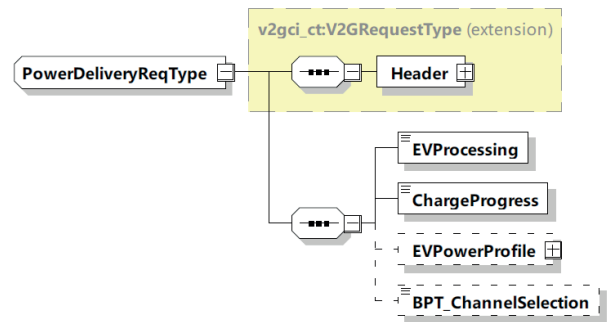 v2gci_ct:V2GRequestType (extension)
PowerDeliveryReqType
Header
EVProcessing
ChargeProgress
EVPowerProfile
BPT_ChannelSelection